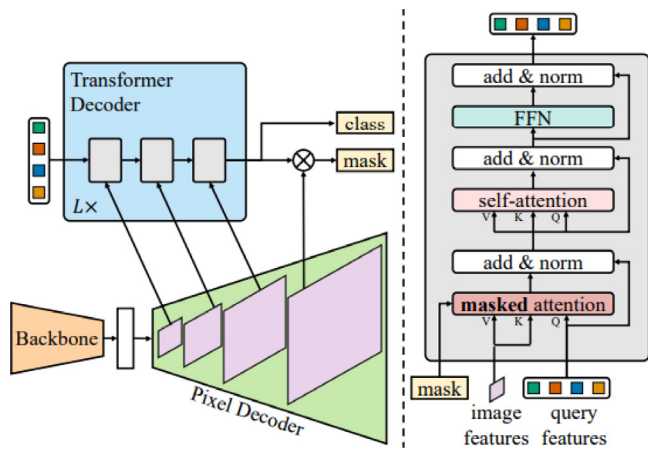 Transformer
Decoder
L×
class
mask
Backbone
Pixel Decoder
add & norm
FFN
add & norm
self-attention
V K Q
add & norm
masked attention
V K Q
mask
image
features
query
features